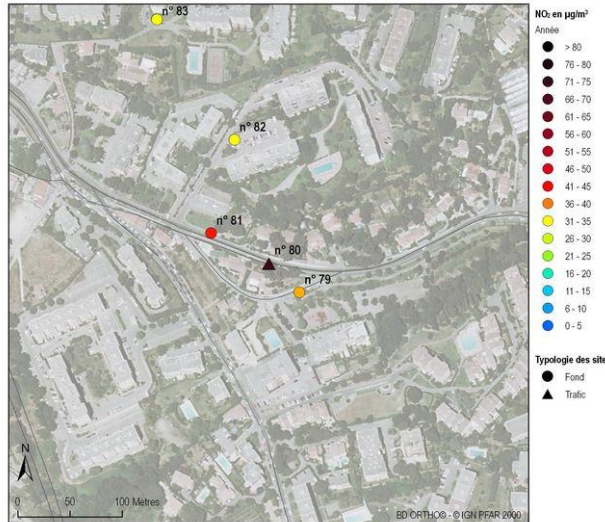 n° 83
n° 82
n° 81
n° 80
n° 79
N
0 50 100 Mètres
BD ORTHO® - © IGN PFAR 2000
NO₂ en µg/m³
Année
> 80
76 - 80
71 - 75
66 - 70
61 - 65
56 - 60
51 - 55
46 - 50
41 - 45
36 - 40
31 - 35
26 - 30
21 - 25
16 - 20
11 - 15
6 - 10
0 - 5
Typologie des site
Fond
Trafic